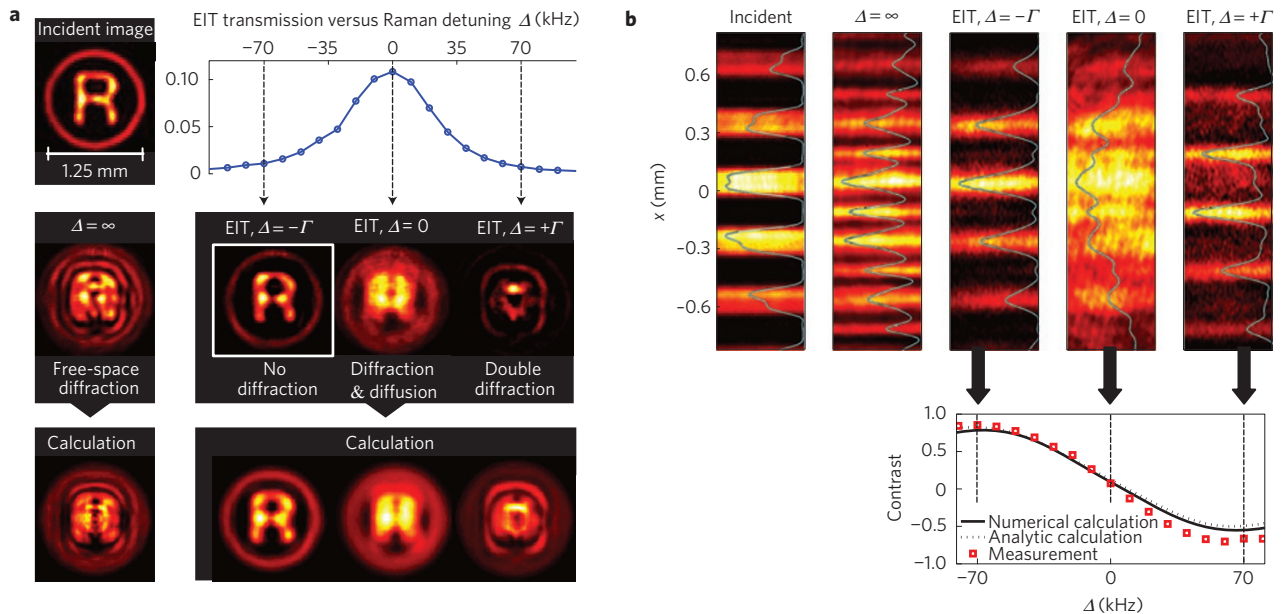 a
EIT transmission versus Raman detuning Δ (kHz)
Incident image
−70 −35 0 35 70
0.10
0.05
0
1.25 mm
Δ = ∞
EIT, Δ = −Γ EIT, Δ = 0 EIT, Δ = +Γ
Free-space
diffraction
No
diffraction
Diffraction
& diffusion
Double
diffraction
Calculation
Calculation
b
Incident Δ = ∞ EIT, Δ = −Γ EIT, Δ = 0 EIT, Δ = +Γ
0.6
0.3
0
−0.3
−0.6
x (mm)
1.0
0.5
0
−0.5
−1.0
Contrast
Numerical calculation
Analytic calculation
Measurement
−70 0 70
Δ (kHz)